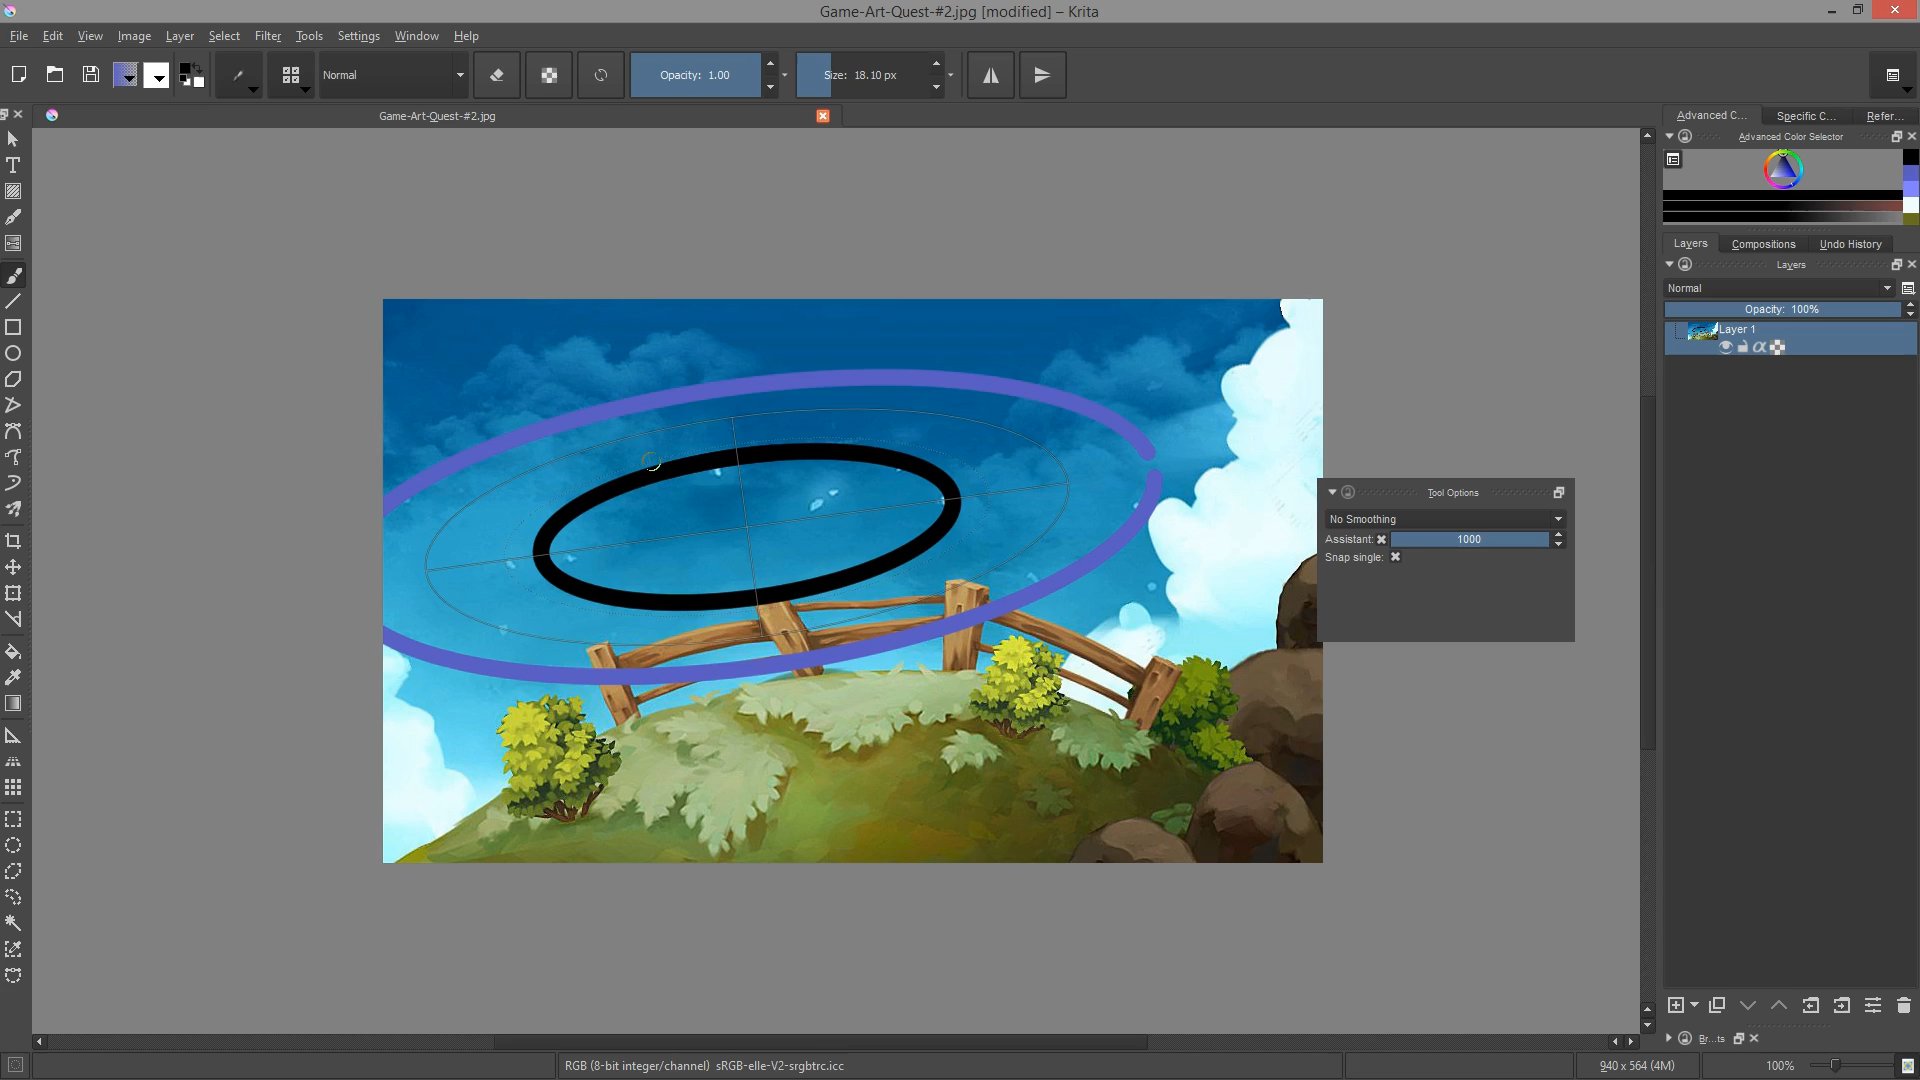 Game-Art-Quest-#2.jpg [modified] – Krita
File Edit View Image Layer Select Filter Tools Settings Window Help
Normal
Opacity: 1.00
Size: 18.10 px
Game-Art-Quest-#2.jpg
Advanced C... Specific C... Refer...
Advanced Color Selector
Layers Compositions Undo History
Layers
Normal
Opacity: 100%
Layer 1
Tool Options
No Smoothing
Assistant: 1000
Snap single:
Br...ts
RGB (8-bit integer/channel) sRGB-elle-V2-srgbtrc.icc
940 x 564 (4M)
100%